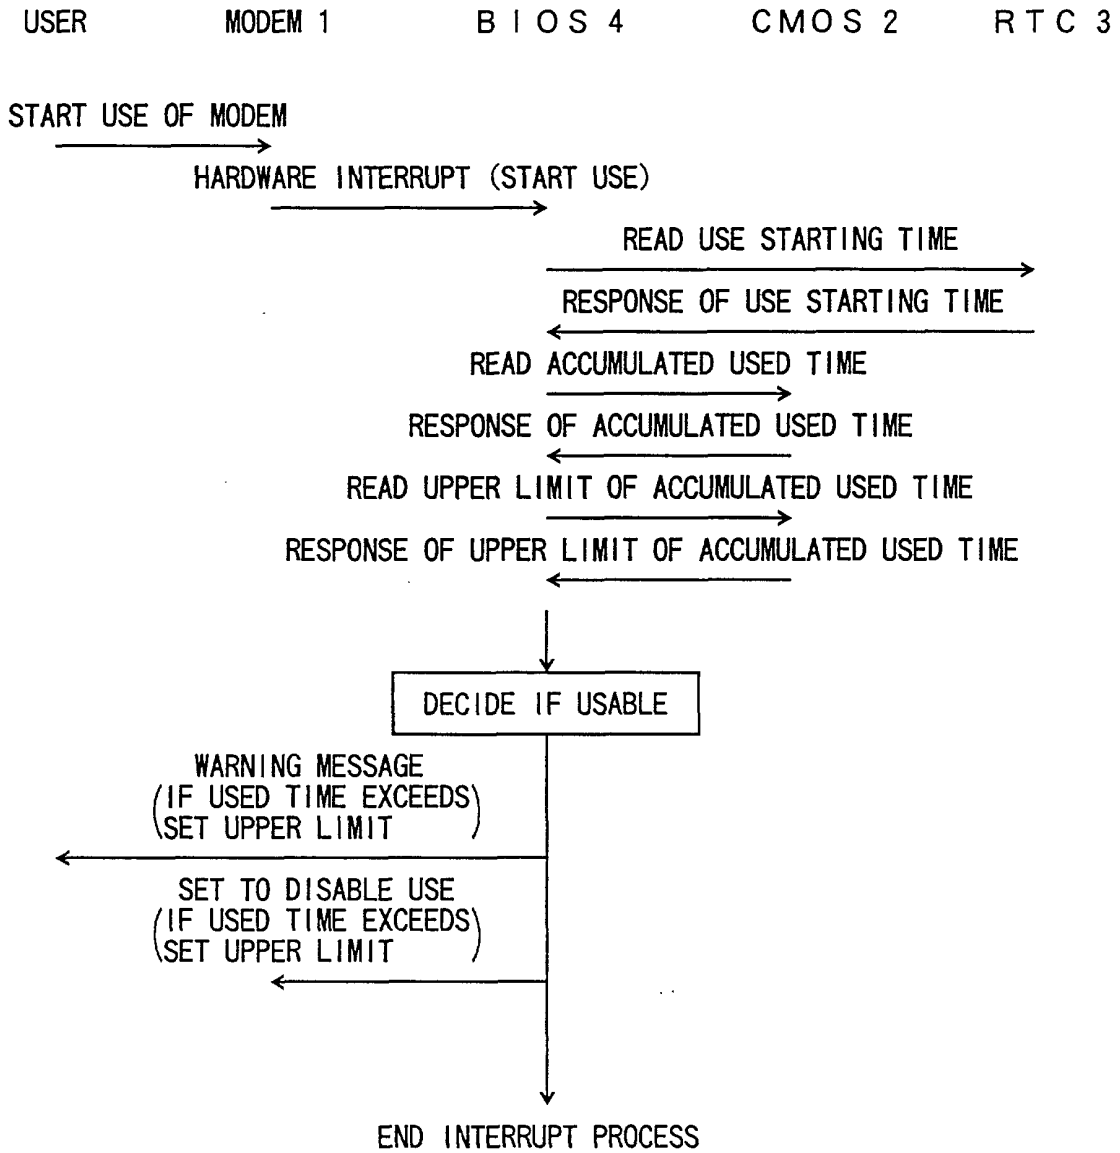 USER MODEM 1 BIOS 4 CMOS 2 RTC 3
START USE OF MODEM
HARDWARE INTERRUPT (START USE)
READ USE STARTING TIME
RESPONSE OF USE STARTING TIME
READ ACCUMULATED USED TIME
RESPONSE OF ACCUMULATED USED TIME
READ UPPER LIMIT OF ACCUMULATED USED TIME
RESPONSE OF UPPER LIMIT OF ACCUMULATED USED TIME
DECIDE IF USABLE
WARNING MESSAGE
(IF USED TIME EXCEEDS
SET UPPER LIMIT)
SET TO DISABLE USE
(IF USED TIME EXCEEDS
SET UPPER LIMIT)
END INTERRUPT PROCESS